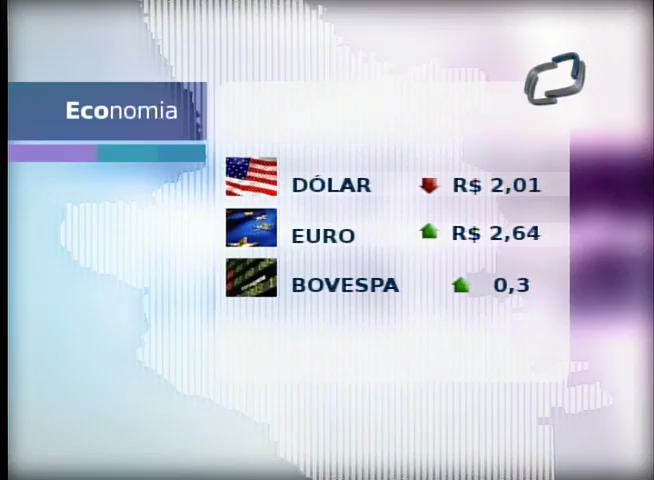 Economia
DÓLAR R$ 2,01
EURO R$ 2,64
BOVESPA 0,3